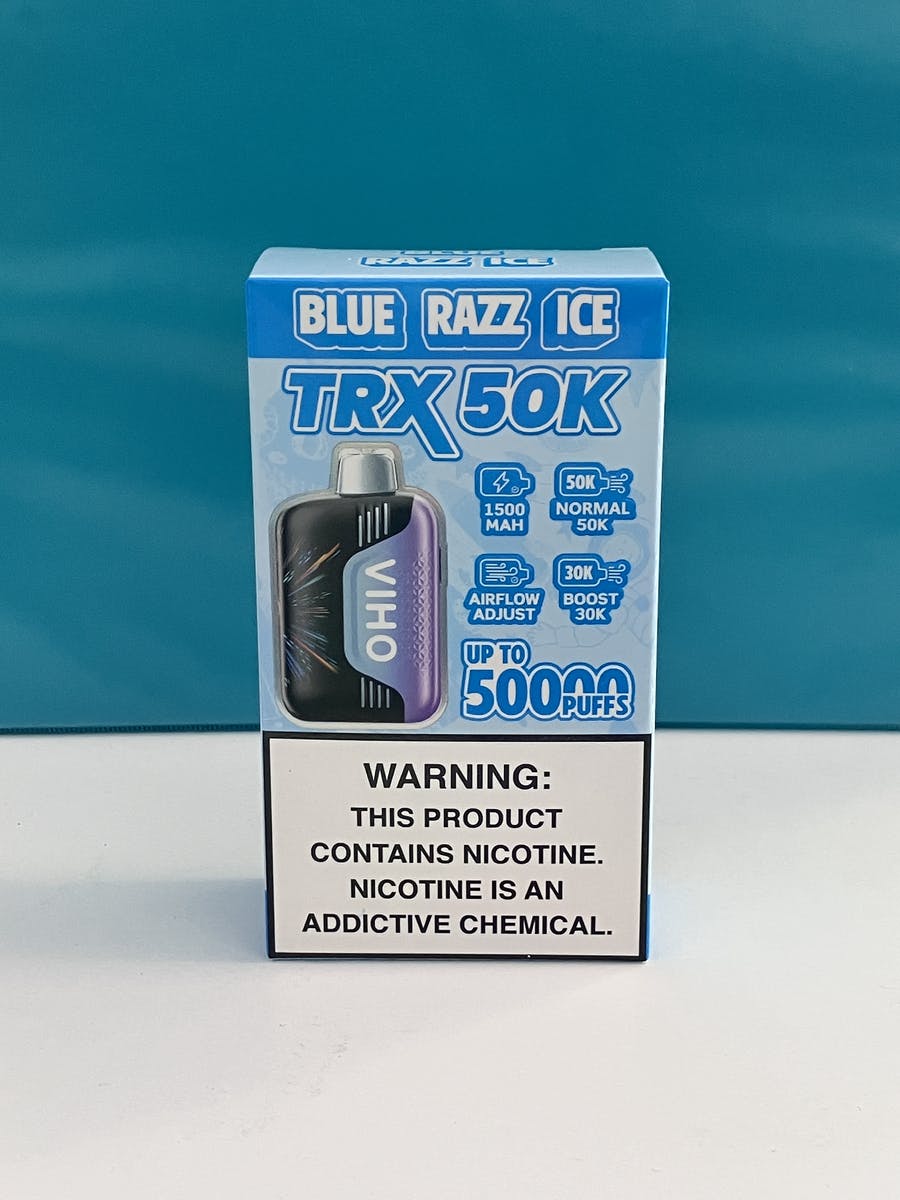 RAZZ ICE
BLUE RAZZ ICE
TRX 50K
VIHO
1500
MAH
50K
NORMAL
50K
AIRFLOW
ADJUST
30K
BOOST
30K
UP TO
50000
PUFFS
WARNING:
THIS PRODUCT
CONTAINS NICOTINE.
NICOTINE IS AN
ADDICTIVE CHEMICAL.